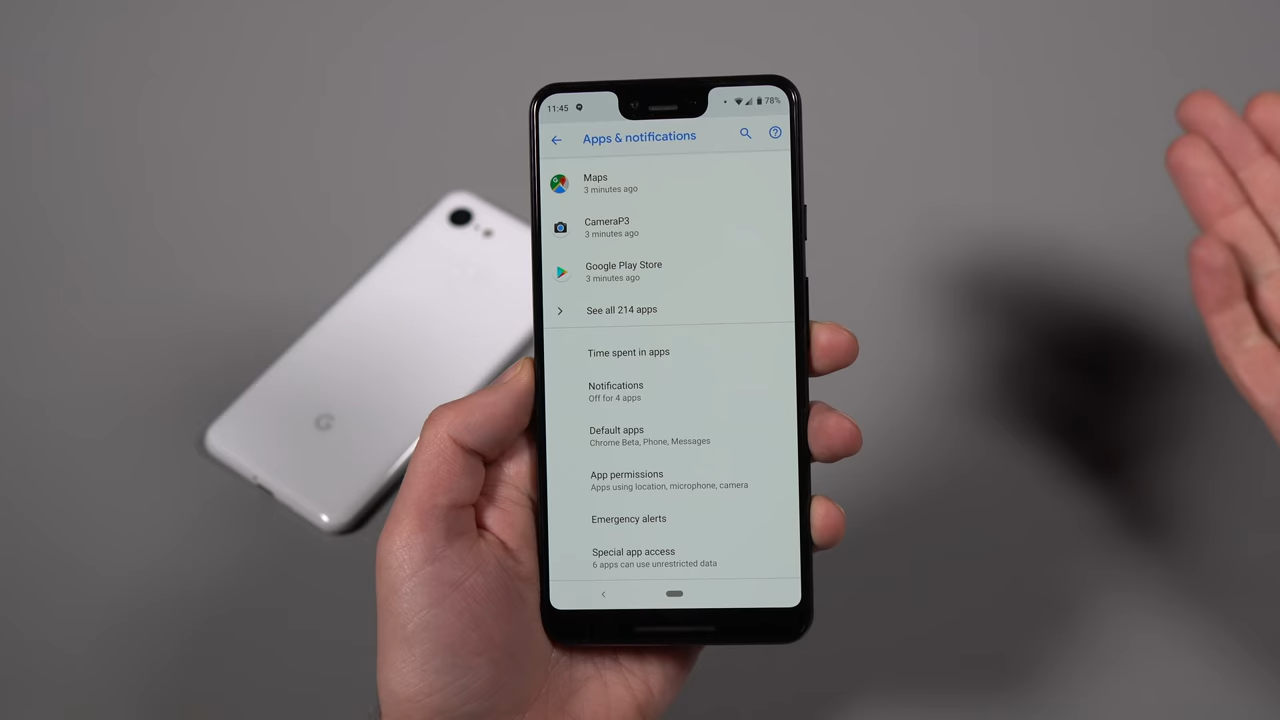 11:45
78%
Apps & notifications
Maps
3 minutes ago
CameraP3
3 minutes ago
Google Play Store
3 minutes ago
See all 214 apps
Time spent in apps
Notifications
Off for 4 apps
Default apps
Chrome Beta, Phone, Messages
App permissions
Apps using location, microphone, camera
Emergency alerts
Special app access
6 apps can use unrestricted data
G